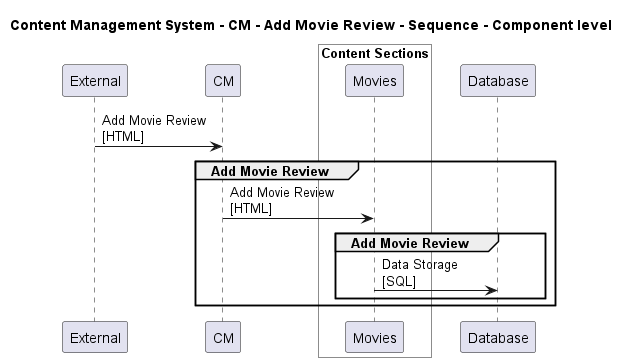 Content Management System - CM - Add Movie Review - Sequence - Component level
Content Sections
External
CM
Movies
Database
Add Movie Review
[HTML]
Add Movie Review
Add Movie Review
[HTML]
Add Movie Review
Data Storage
[SQL]
External
CM
Movies
Database